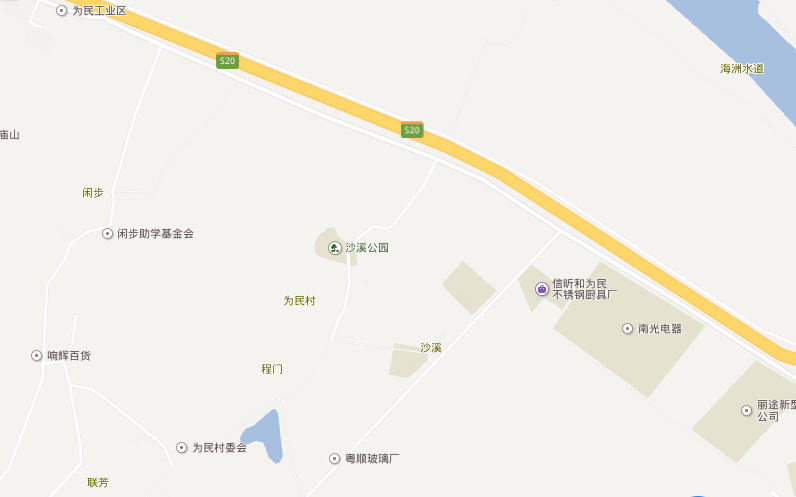 为民工业区
S20
海洲水道
S20
庙山
闲步
闲步助学基金会
沙溪公园
信昕和为民
不锈钢厨具厂
为民村
南光电器
沙溪
响辉百货
程门
丽途新型
公司
为民村委会
粤顺玻璃厂
联芳